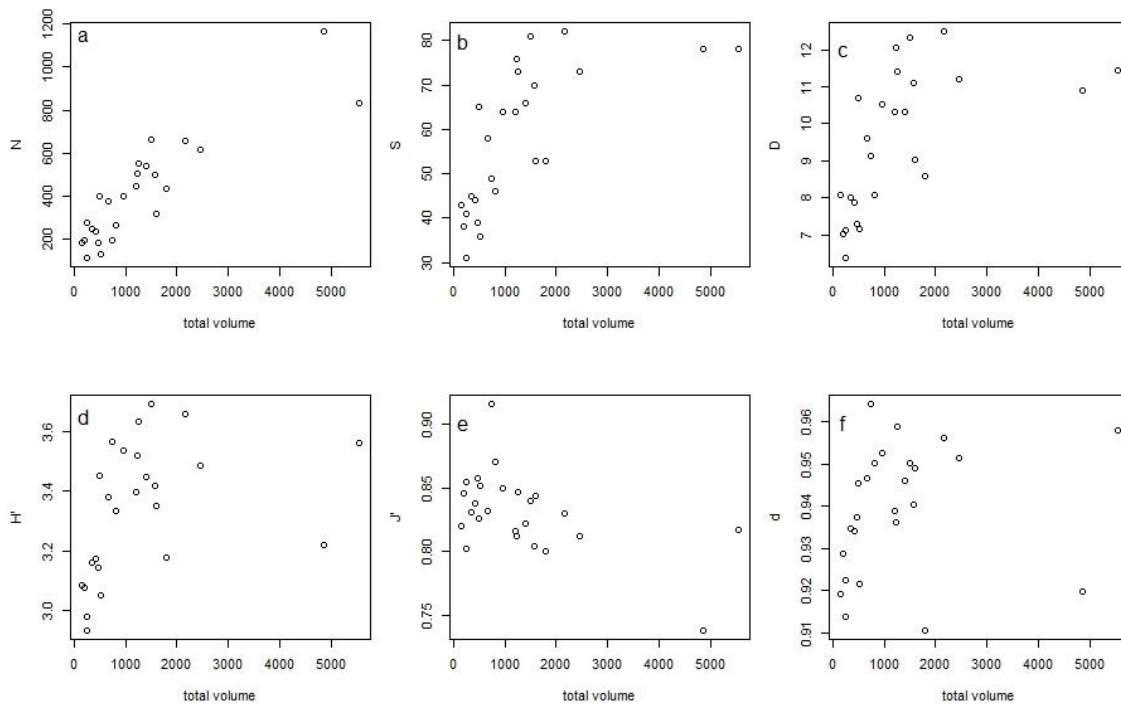 a
N
200 400 600 800 1000 1200
0 1000 2000 3000 4000 5000
total volume
b
S
30 40 50 60 70 80
0 1000 2000 3000 4000 5000
total volume
c
D
7 8 9 10 11 12
0 1000 2000 3000 4000 5000
total volume
d
H'
3.0 3.2 3.4 3.6
0 1000 2000 3000 4000 5000
total volume
e
J'
0.75 0.80 0.85 0.90
0 1000 2000 3000 4000 5000
total volume
f
d
0.91 0.92 0.93 0.94 0.95 0.96
0 1000 2000 3000 4000 5000
total volume